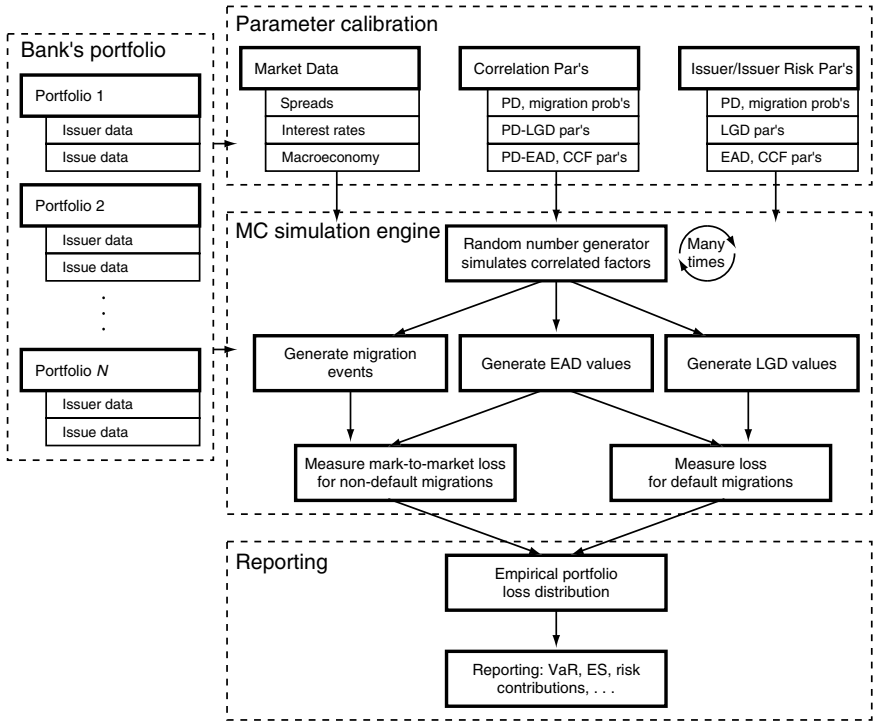 Bank's portfolio
Portfolio 1
Issuer data
Issue data
Portfolio 2
Issuer data
Issue data
. . .
Portfolio N
Issuer data
Issue data
Parameter calibration
Market Data
Spreads
Interest rates
Macroeconomy
Correlation Par's
PD, migration prob's
PD-LGD par's
PD-EAD, CCF par's
Issuer/Issuer Risk Par's
PD, migration prob's
LGD par's
EAD, CCF par's
MC simulation engine
Random number generator
simulates correlated factors
Many
times
Generate migration
events
Generate EAD values
Generate LGD values
Measure mark-to-market loss
for non-default migrations
Measure loss
for default migrations
Reporting
Empirical portfolio
loss distribution
Reporting: VaR, ES, risk
contributions, . . .